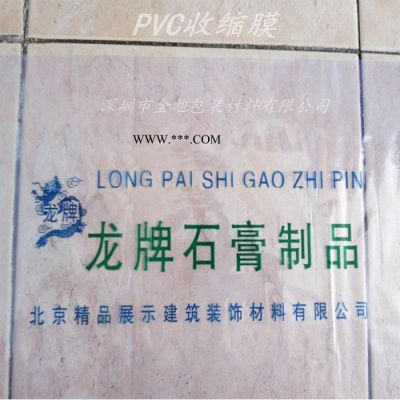 PVC收缩膜
深圳市金旭包装材料有限公司
WWW.***.COM
LONG PAI SHI GAO ZHI PIN
龙牌
龙牌石膏制品
北京精品展示建筑装饰材料有限公司